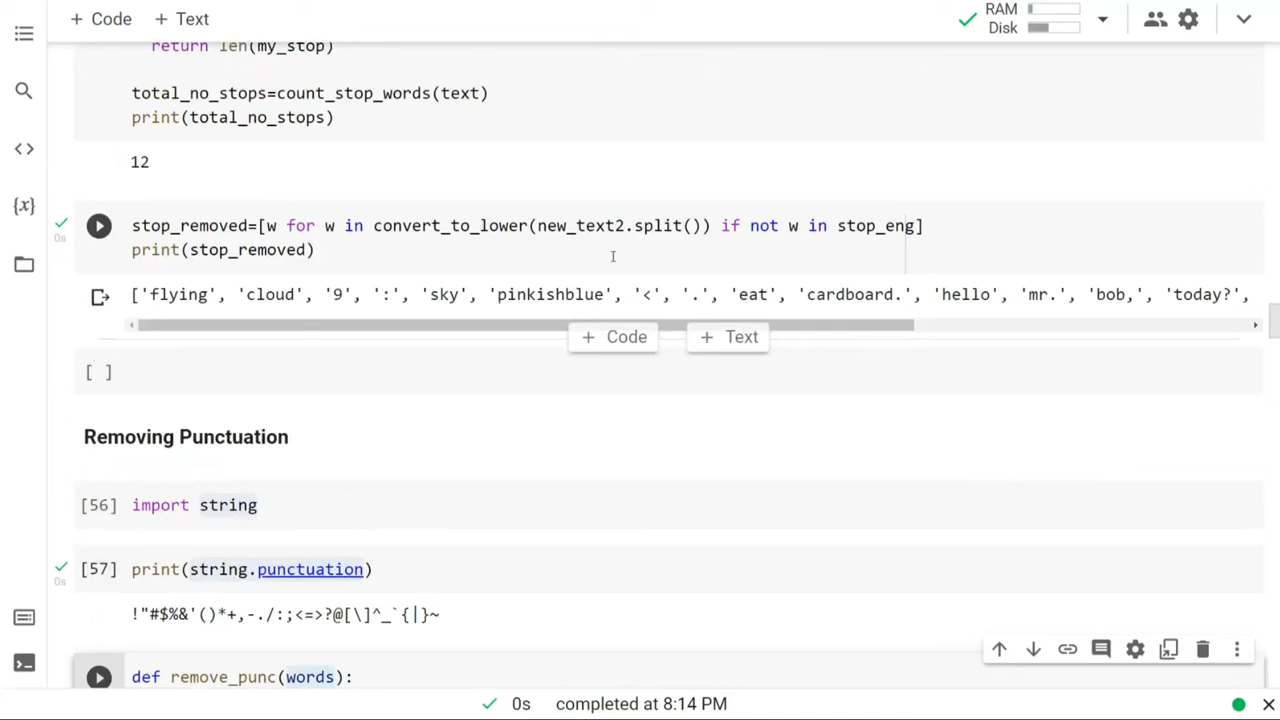 + Code + Text
RAM
Disk
return len(my_stop)
total_no_stops=count_stop_words(text)
print(total_no_stops)
12
0s
stop_removed=[w for w in convert_to_lower(new_text2.split()) if not w in stop_eng]
print(stop_removed)
['flying', 'cloud', '9', ':', 'sky', 'pinkishblue', '<', '.', 'eat', 'cardboard.', 'hello', 'mr.', 'bob,', 'today?',
+ Code + Text
[ ]
Removing Punctuation
[56] import string
0s
[57] print(string.punctuation)
!"#$%&'()*+,-./:;<=>?@[\]^_`{|}~
def remove_punc(words):
0s completed at 8:14 PM